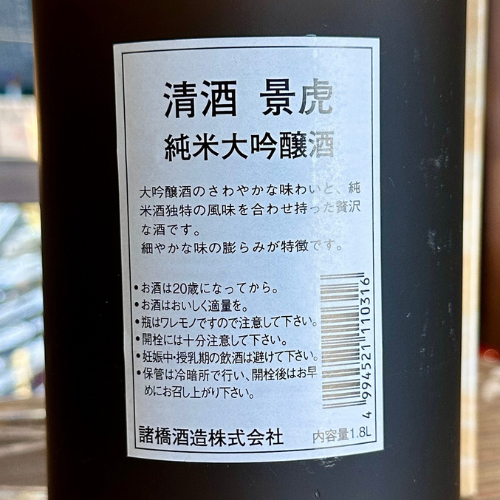 清酒 景虎
純米大吟醸酒
大吟醸酒のさわやかな味わいと、純
米酒独特の風味を合わせ持った贅沢
な酒です。
細やかな味の膨らみが特徴です。
•お酒は20歳になってから。
•お酒はおいしく適量を。
•瓶はワレモノですので注意して下さい。
•開栓には十分注意して下さい。
•妊娠中・授乳期の飲酒は避けて下さい。
•保管は冷暗所で行い、開栓後はお早
めにお召し上がり下さい。
4 994521 110316
諸橋酒造株式会社
内容量1.8L